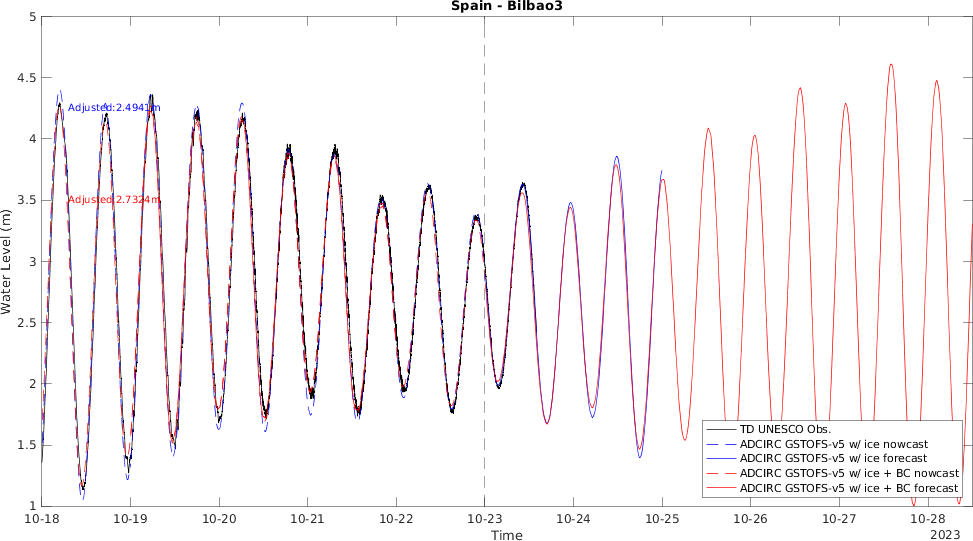 Spain - Bilbao3
5
4.5
4
3.5
3
2.5
2
1.5
1
Water Level (m)
Adjusted:2.4941m
Adjusted:2.7324m
TD UNESCO Obs.
ADCIRC GSTOFS-v5 w/ ice nowcast
ADCIRC GSTOFS-v5 w/ ice forecast
ADCIRC GSTOFS-v5 w/ ice + BC nowcast
ADCIRC GSTOFS-v5 w/ ice + BC forecast
10-18 10-19 10-20 10-21 10-22 10-23 10-24 10-25 10-26 10-27 10-28
2023
Time